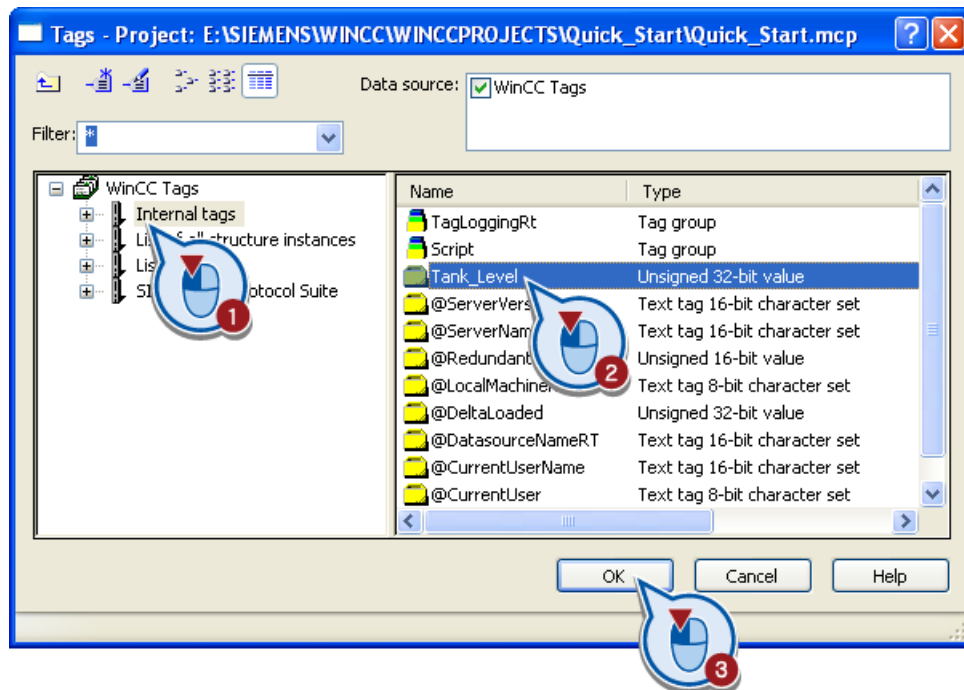 Tags - Project: E:\SIEMENS\WINCC\WINCCPROJECTS\Quick_Start\Quick_Start.mcp
Data source: WinCC Tags
Filter: *
WinCC Tags
Internal tags
structure instances
Lis
otocol Suite
1
Name Type
TagLoggingRt Tag group
Script Tag group
Tank_Level Unsigned 32-bit value
@ServerVers Text tag 16-bit character set
@ServerNam Text tag 16-bit character set
@Redundant Unsigned 16-bit value
@LocalMachine Text tag 8-bit character set
@DeltaLoaded Unsigned 32-bit value
@DatasourceNameRT Text tag 16-bit character set
@CurrentUserName Text tag 16-bit character set
@CurrentUser Text tag 8-bit character set
2
OK Cancel Help
3